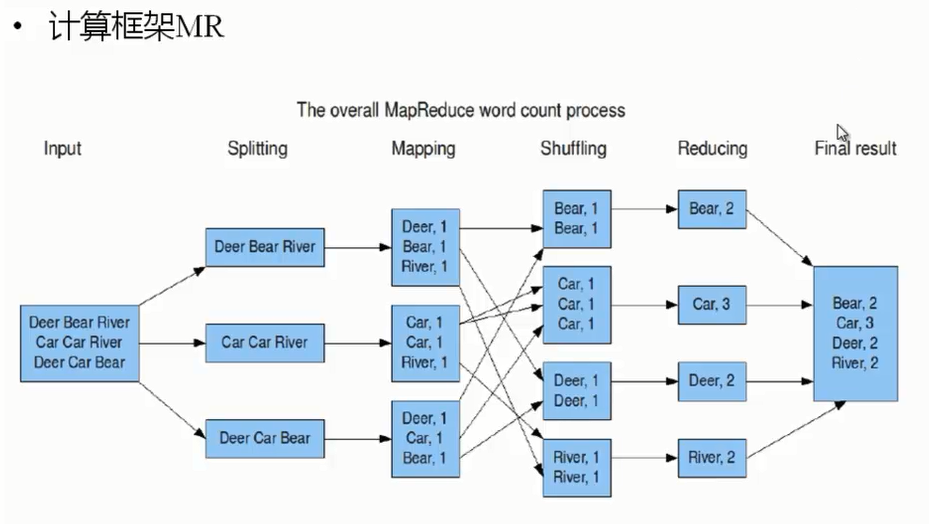 • 计算框架MR
The overall MapReduce word count process
Input
Splitting
Mapping
Shuffling
Reducing
Final result
Deer Bear River
Car Car River
Deer Car Bear
Deer Bear River
Car Car River
Deer Car Bear
Deer, 1
Bear, 1
River, 1
Car, 1
Car, 1
River, 1
Deer, 1
Car, 1
Bear, 1
Bear, 1
Bear, 1
Car, 1
Car, 1
Car, 1
Deer, 1
Deer, 1
River, 1
River, 1
Bear, 2
Car, 3
Deer, 2
River, 2
Bear, 2
Car, 3
Deer, 2
River, 2